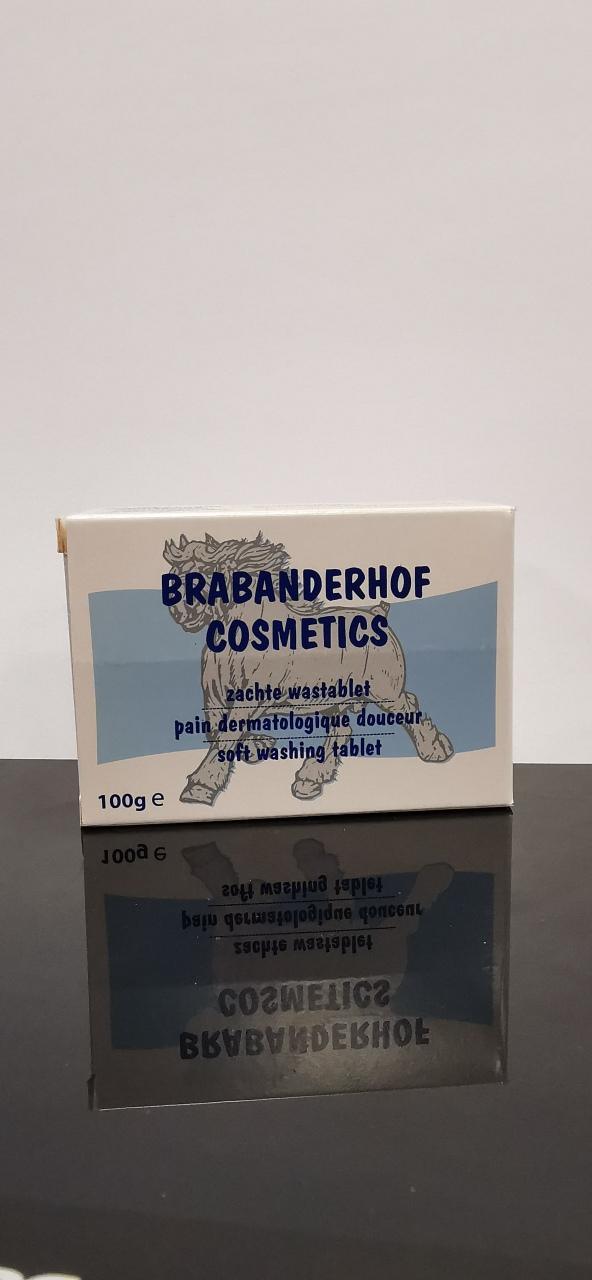 BRABANDERHOF
COSMETICS
zachte wastablet
pain dermatologique douceur
soft washing tablet
100g ℮